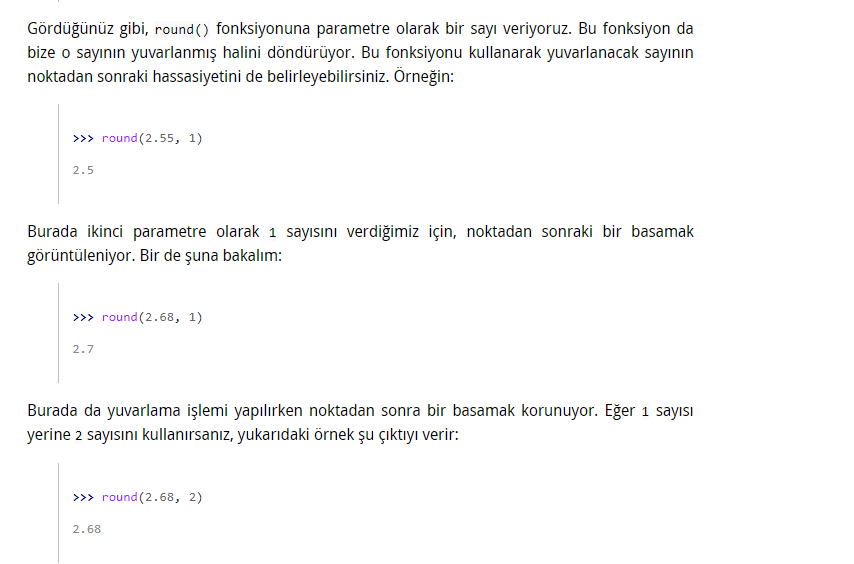 Gördüğünüz gibi, round() fonksiyonuna parametre olarak bir sayı veriyoruz. Bu fonksiyon da
bize o sayının yuvarlanmış halini döndürüyor. Bu fonksiyonu kullanarak yuvarlanacak sayının
noktadan sonraki hassasiyetini de belirleyebilirsiniz. Örneğin:
>>> round(2.55, 1)
2.5
Burada ikinci parametre olarak 1 sayısını verdiğimiz için, noktadan sonraki bir basamak
görüntüleniyor. Bir de şuna bakalım:
>>> round(2.68, 1)
2.7
Burada da yuvarlama işlemi yapılırken noktadan sonra bir basamak korunuyor. Eğer 1 sayısı
yerine 2 sayısını kullanırsanız, yukarıdaki örnek şu çıktıyı verir:
>>> round(2.68, 2)
2.68